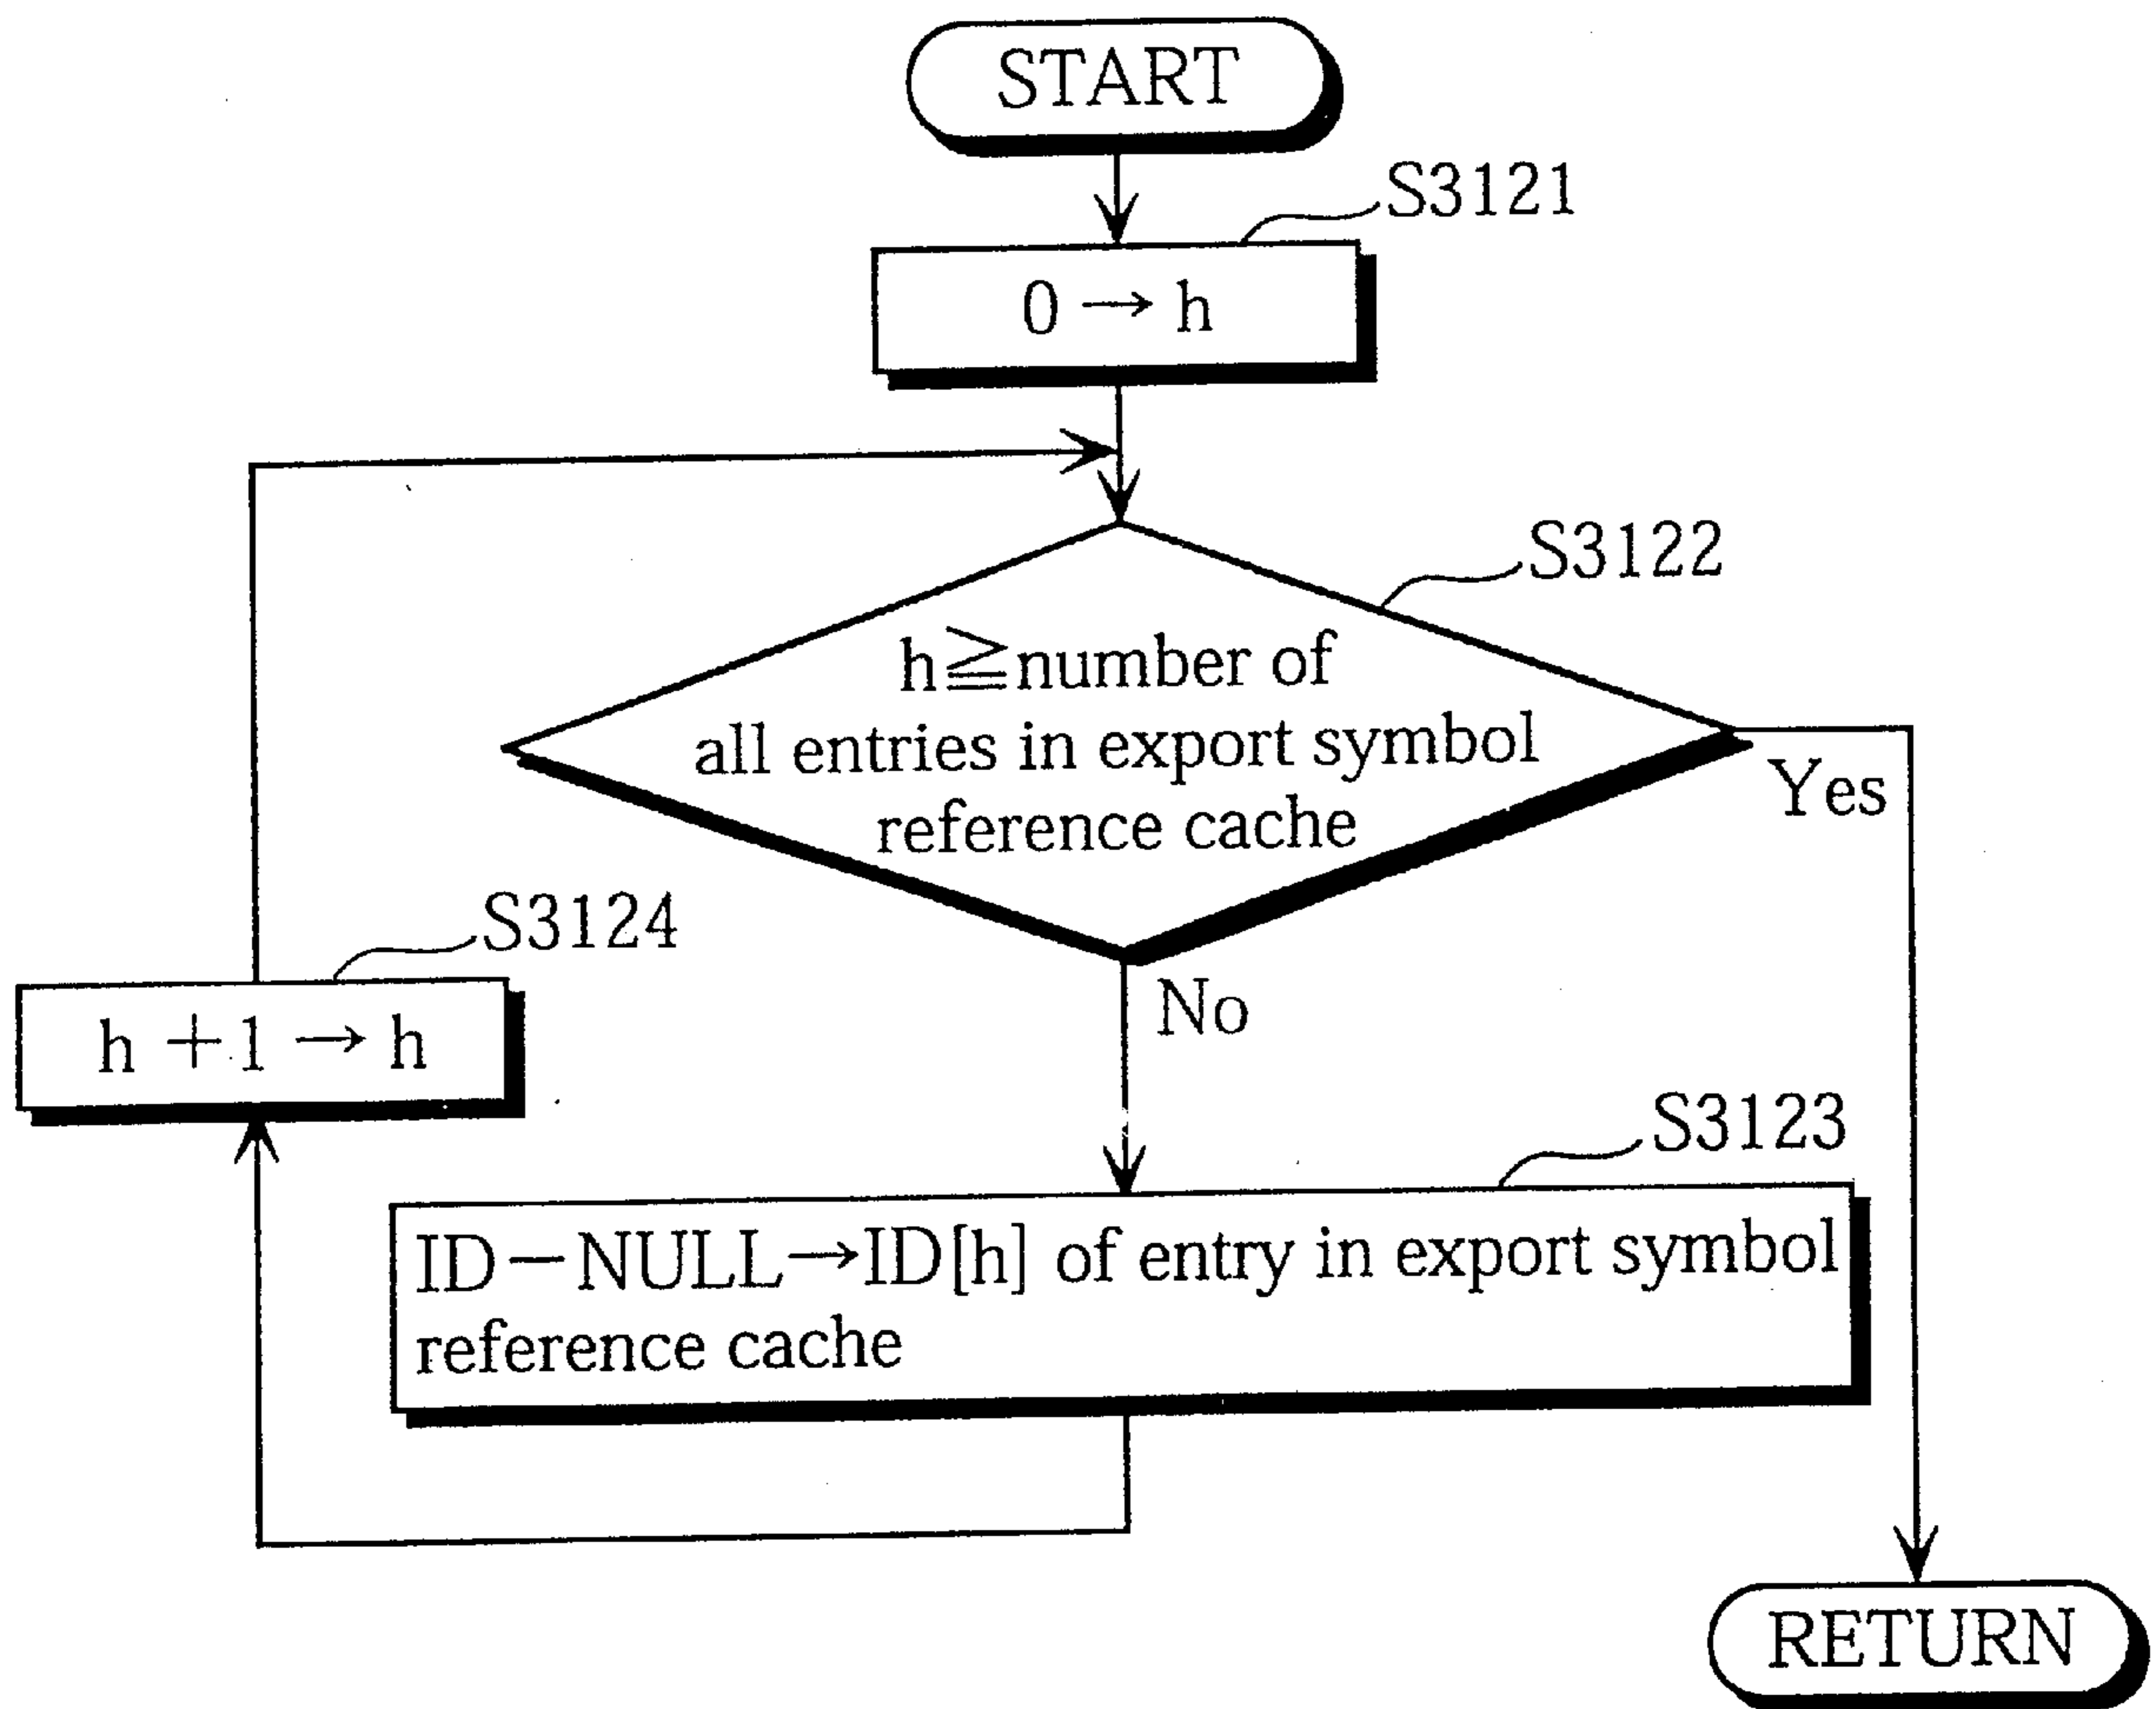 START
S3121
0 → h
S3122
h≧number of
all entries in export symbol
reference cache
Yes
S3124
h +1 → h
No
S3123
ID－NULL→ID[h] of entry in export symbol
reference cache
RETURN